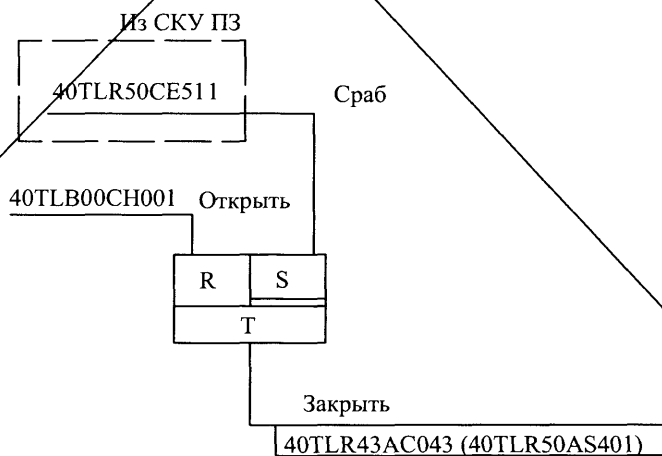 Из СКУ ПЗ
40TLR50CE511
Сраб
40TLB00CH001 Открыть
R S
T
Закрыть
40TLR43AC043 (40TLR50AS401)